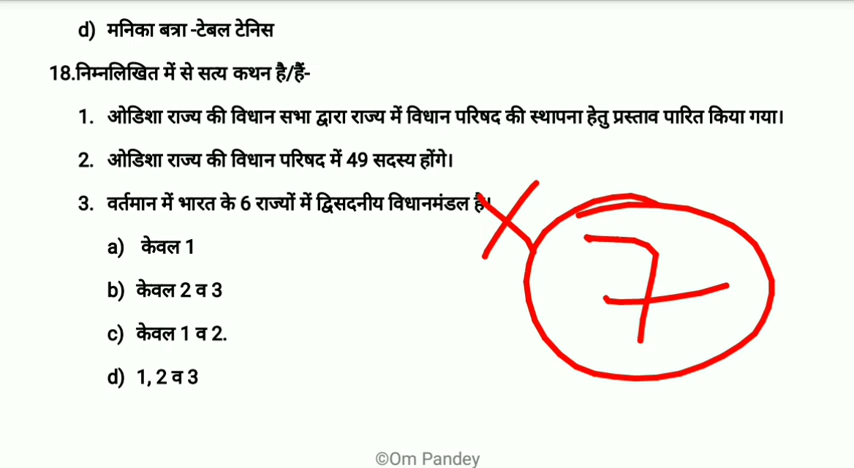 d) मनिका बत्रा -टेबल टेनिस
18.निम्नलिखित में से सत्य कथन है/हैं-
1. ओडिशा राज्य की विधान सभा द्वारा राज्य में विधान परिषद की स्थापना हेतु प्रस्ताव पारित किया गया।
2. ओडिशा राज्य की विधान परिषद में 49 सदस्य होंगे।
3. वर्तमान में भारत के 6 राज्यों में द्विसदनीय विधानमंडल है।
7
a) केवल 1
b) केवल 2 व 3
c) केवल 1 व 2.
d) 1, 2 व 3
©Om Pandey